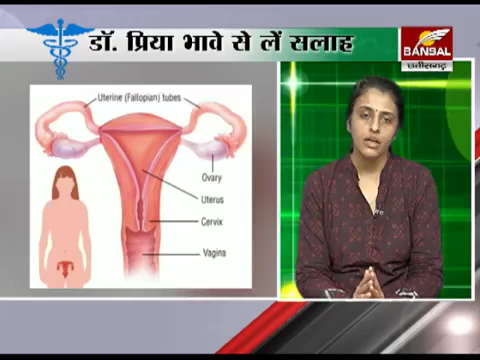 डॉ. प्रिया भावे से लें सलाह
BANSAL
छत्तीसगढ़
Uterine (Fallopian) tubes
Ovary
Uterus
Cervix
Vagina